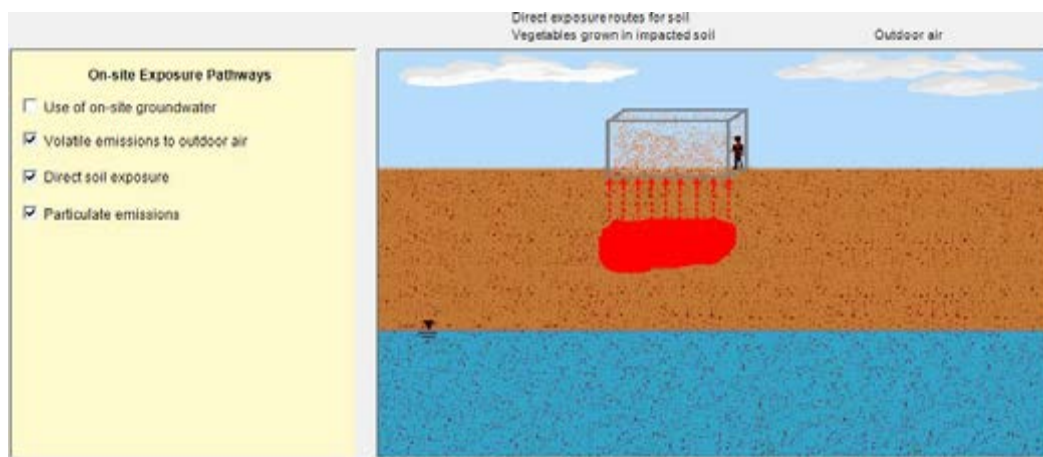 Direct exposure routes for soil
Vegetables grown in impacted soil
Outdoor air
On-site Exposure Pathways
Use of on-site groundwater
Volatile emissions to outdoor air
Direct soil exposure
Particulate emissions